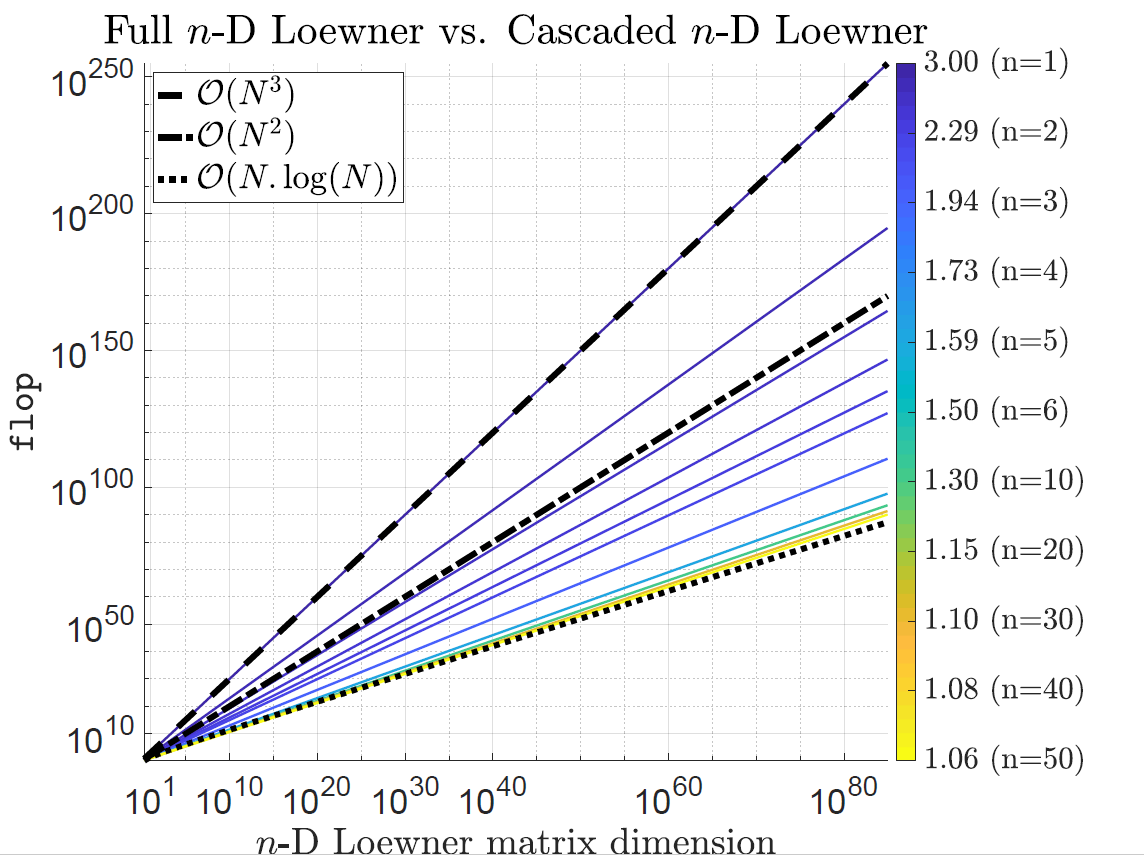 Full n-D Loewner vs. Cascaded n-D Loewner
10^250
10^200
10^150
10^100
10^50
10^10
flop
𝒪(N^3)
𝒪(N^2)
𝒪(N.log(N))
3.00 (n=1)
2.29 (n=2)
1.94 (n=3)
1.73 (n=4)
1.59 (n=5)
1.50 (n=6)
1.30 (n=10)
1.15 (n=20)
1.10 (n=30)
1.08 (n=40)
1.06 (n=50)
10^1 10^10 10^20 10^30 10^40 10^60 10^80
n-D Loewner matrix dimension